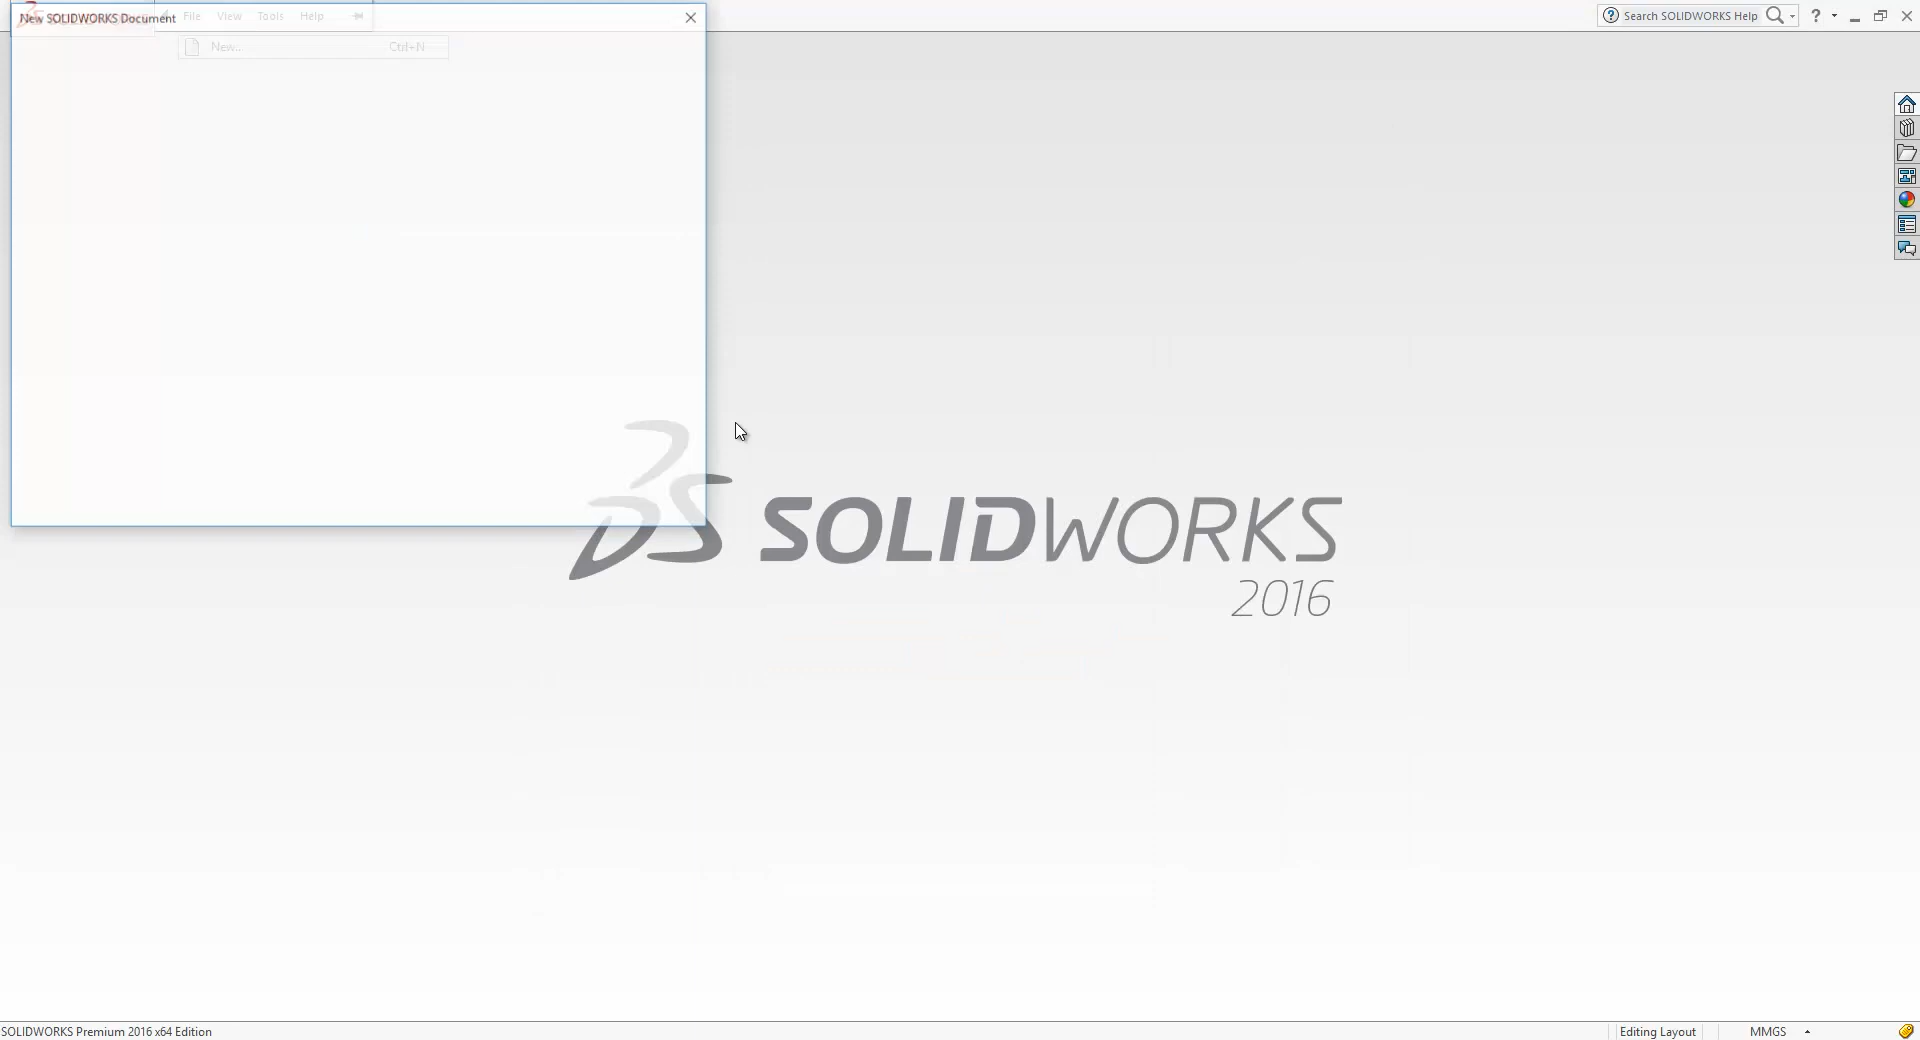 New SOLIDWORKS Document
File View Tools Help
Search SOLIDWORKS Help
New... Ctrl+N
SOLIDWORKS
2016
SOLIDWORKS Premium 2016 x64 Edition
Editing Layout
MMGS